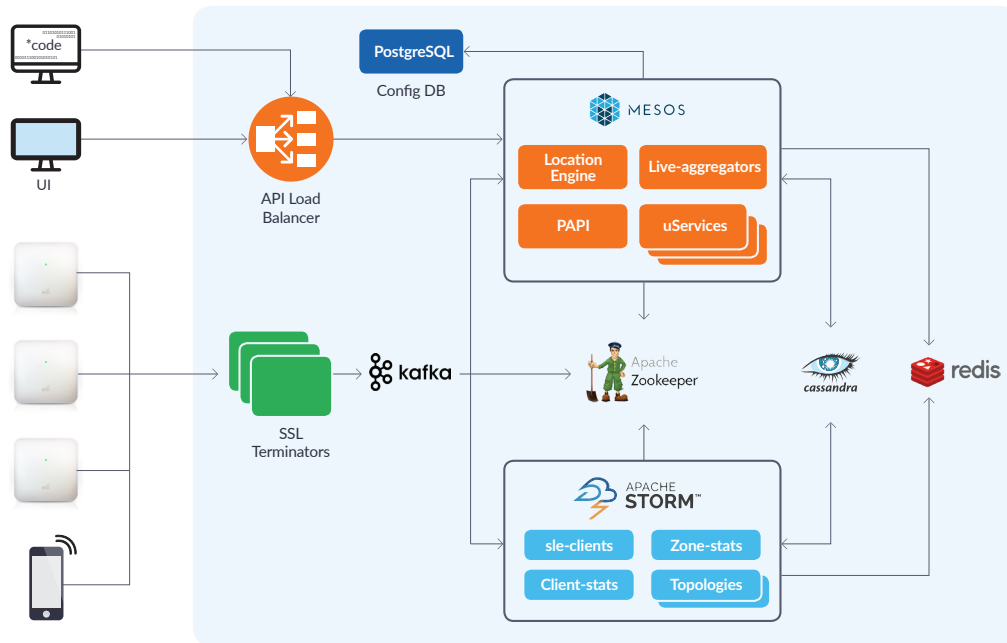 *code
UI
API Load
Balancer
PostgreSQL
Config DB
MESOS
Location
Engine
Live-aggregators
PAPI
uServices
SSL
Terminators
kafka
Apache
Zookeeper
cassandra
redis
APACHE
STORM™
sle-clients
Zone-stats
Client-stats
Topologies